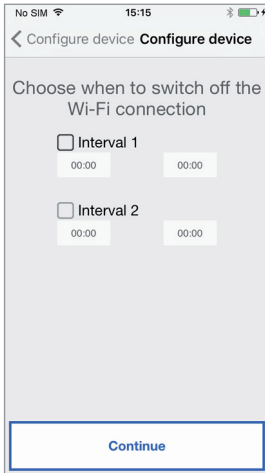 No SIM 15:15
Configure device Configure device
Choose when to switch off the
Wi-Fi connection
Interval 1
00:00 00:00
Interval 2
00:00 00:00
Continue